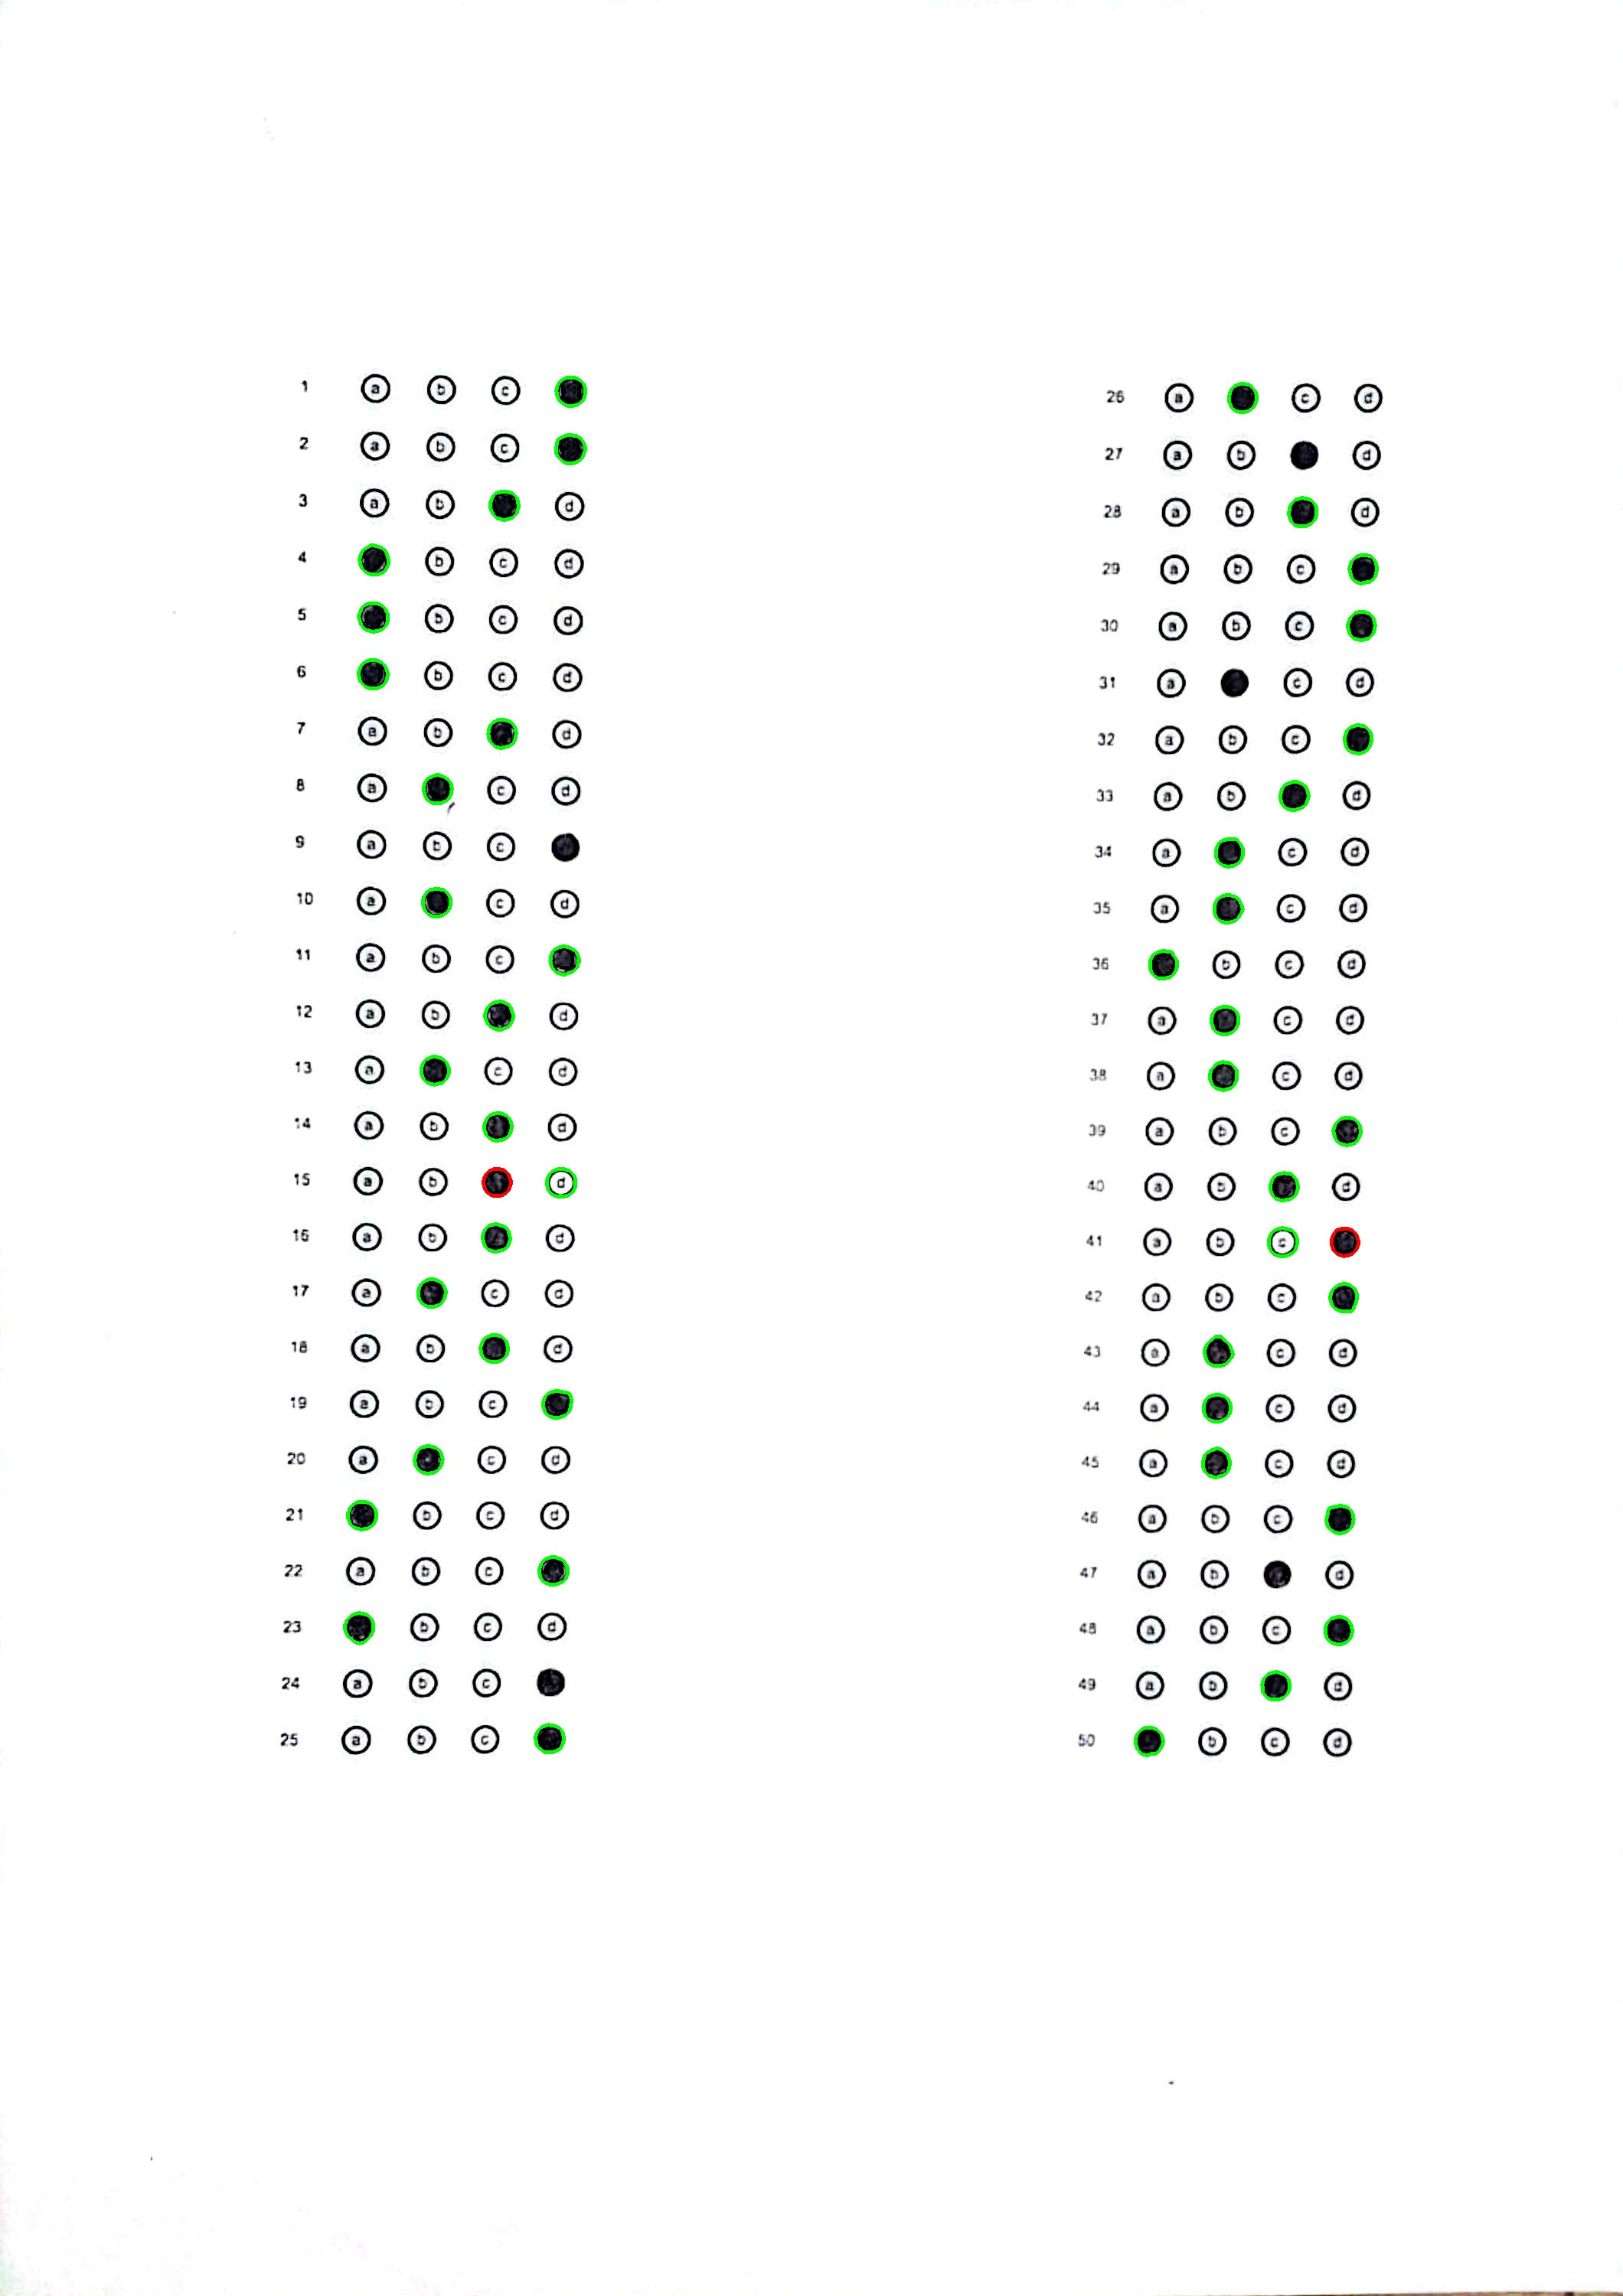 1 a b c
2 a b c
3 a b d
4 b c d
5 b c d
6 b c d
7 a b d
8 a c d
9 a b c
10 a c d
11 a b c
12 a b d
13 a c d
14 a b d
15 a b d
16 a b d
17 a c d
18 a b d
19 a b c
20 a c d
21 b c d
22 a b c
23 b c d
24 a b c
25 a b c
26 a c d
27 a b d
28 a b d
29 a b c
30 a b c
31 a c d
32 a b c
33 a b d
34 a c d
35 a c d
36 b c d
37 a c d
38 a c d
39 a b c
40 a b d
41 a b c
42 a b c
43 a c d
44 a c d
45 a c d
46 a b c
47 a b d
48 a b c
49 a b d
50 b c d